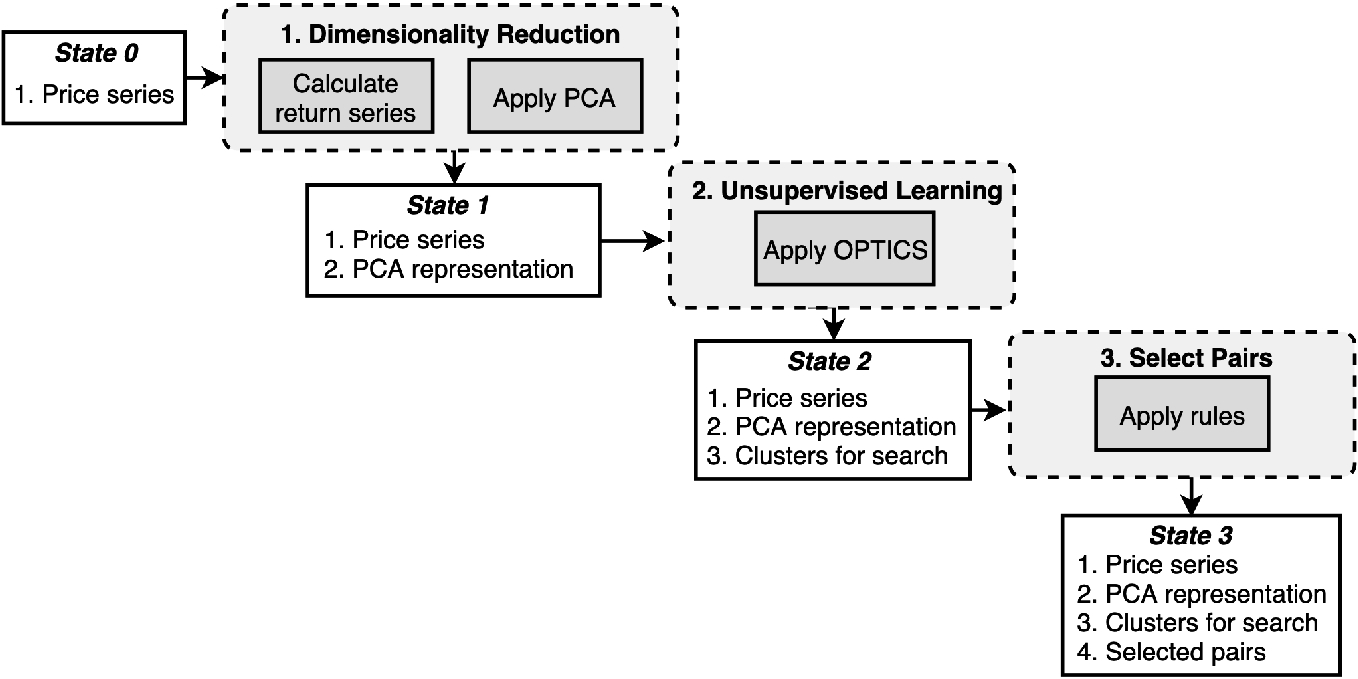 State 0
1. Price series
1. Dimensionality Reduction
Calculate
return series
Apply PCA
State 1
1. Price series
2. PCA representation
2. Unsupervised Learning
Apply OPTICS
State 2
1. Price series
2. PCA representation
3. Clusters for search
3. Select Pairs
Apply rules
State 3
1. Price series
2. PCA representation
3. Clusters for search
4. Selected pairs